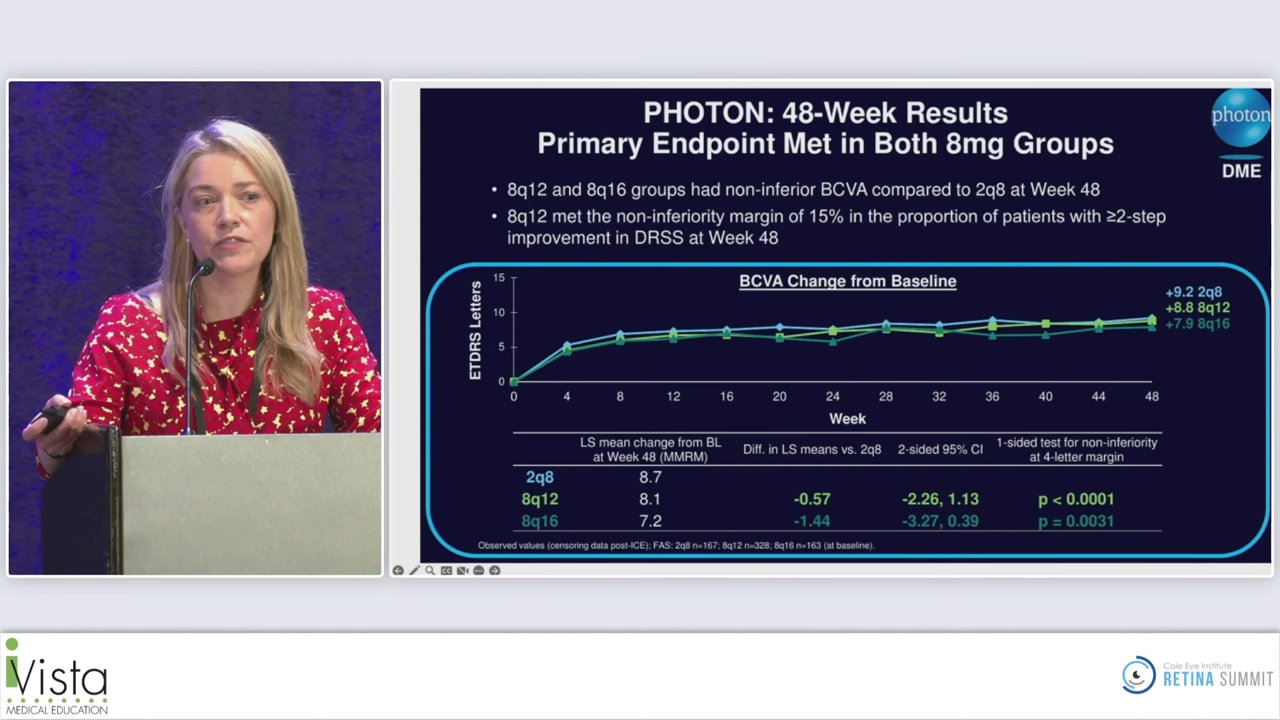 PHOTON: 48-Week Results
Primary Endpoint Met in Both 8mg Groups
photon
DME
• 8q12 and 8q16 groups had non-inferior BCVA compared to 2q8 at Week 48
• 8q12 met the non-inferiority margin of 15% in the proportion of patients with ≥2-step
improvement in DRSS at Week 48
BCVA Change from Baseline
ETDRS Letters
15
10
5
0
+9.2 2q8
+8.8 8q12
+7.9 8q16
0 4 8 12 16 20 24 28 32 36 40 44 48
Week
LS mean change from BL
at Week 48 (MMRM)
Diff. in LS means vs. 2q8
2-sided 95% CI
1-sided test for non-inferiority
at 4-letter margin
2q8 8.7
8q12 8.1 -0.57 -2.26, 1.13 p < 0.0001
8q16 7.2 -1.44 -3.27, 0.39 p = 0.0031
Observed values (censoring data post-ICE); FAS: 2q8 n=167; 8q12 n=328; 8q16 n=163 (at baseline).
iVista
MEDICAL EDUCATION
Cole Eye Institute
RETINA SUMMIT